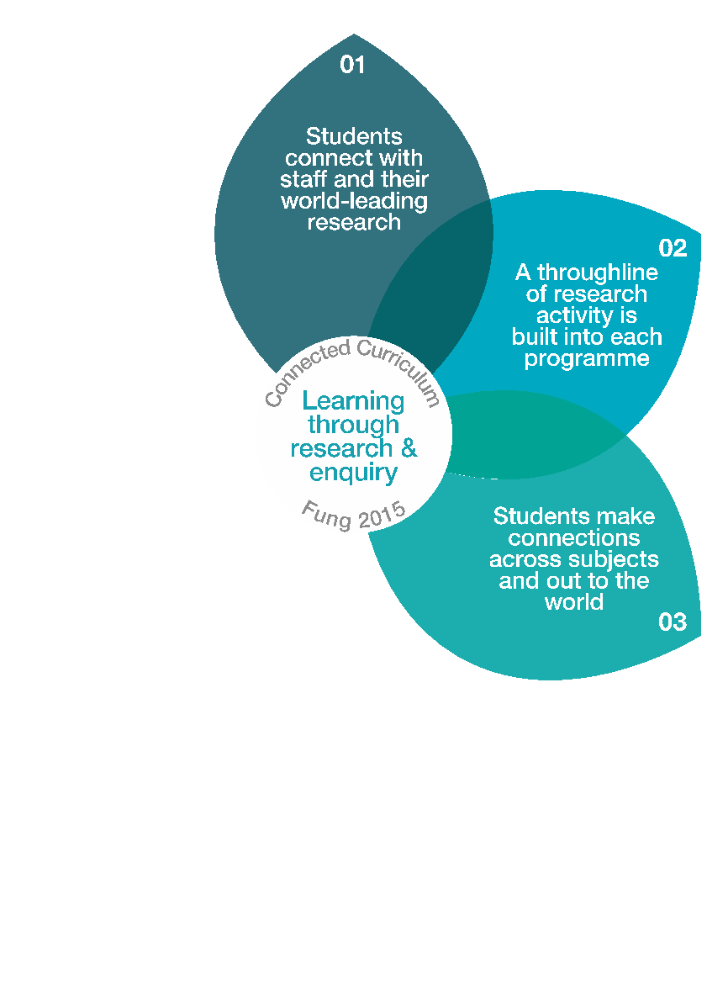 01
Students
connect with
staff and their
world-leading
research
02
A throughline
of research
activity is
built into each
programme
Connected Curriculum
Learning
through
research &
enquiry
Fung 2015
Students make
connections
across subjects
and out to the
world
03